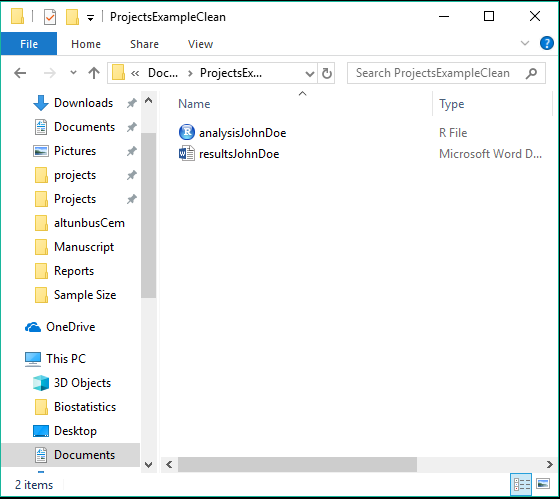 ProjectsExampleClean
File Home Share View
Doc... ProjectsEx... Search ProjectsExampleClean
Name Type
analysisJohnDoe R File
resultsJohnDoe Microsoft Word D...
Downloads
Documents
Pictures
projects
Projects
altunbusCem
Manuscript
Reports
Sample Size
OneDrive
This PC
3D Objects
Biostatistics
Desktop
Documents
2 items